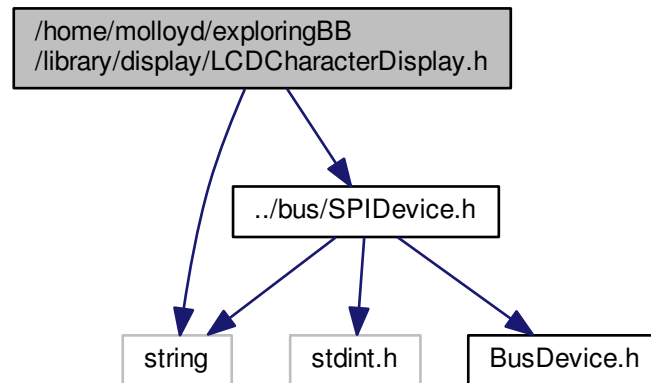 /home/molloyd/exploringBB
/library/display/LCDCharacterDisplay.h
../bus/SPIDevice.h
string
stdint.h
BusDevice.h